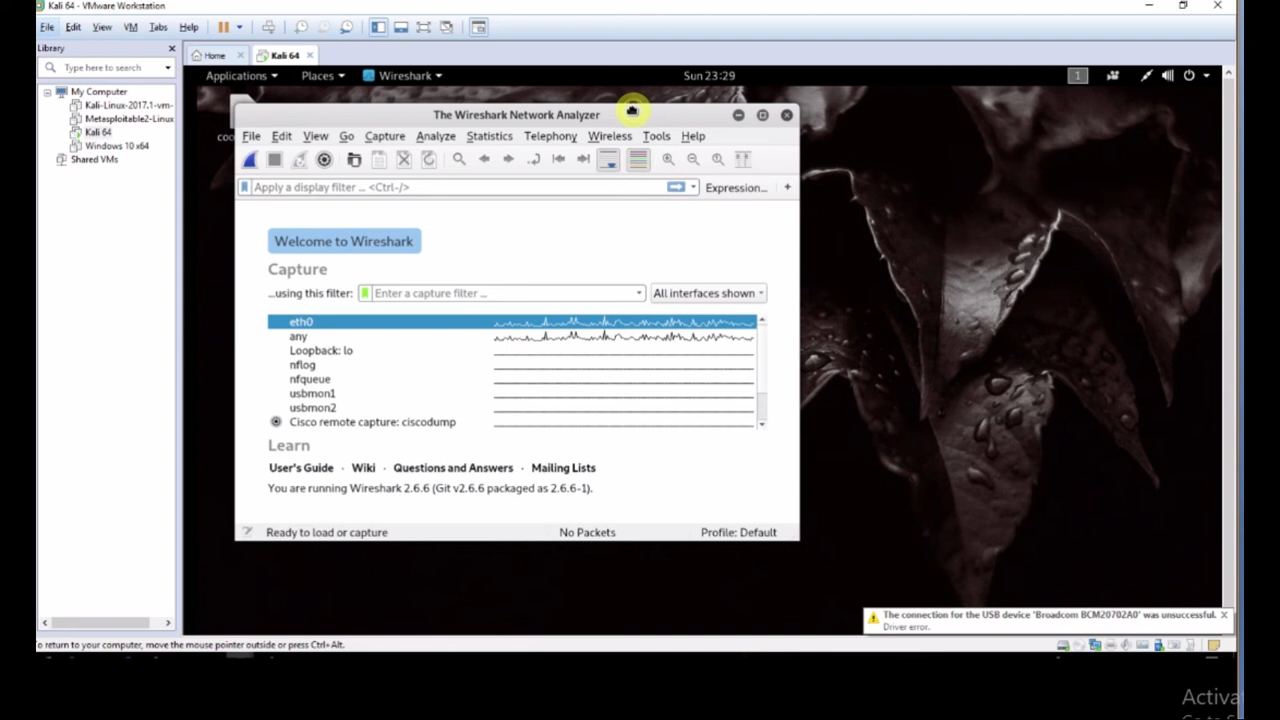 Kali 64 - VMware Workstation
File Edit View VM Tabs Help
Library
Type here to search
My Computer
Kali-Linux-2017.1-vm-
Metasploitable2-Linux
Kali 64
Windows 10 x64
Shared VMs
Home
Kali 64
Applications Places Wireshark Sun 23:29 1
The Wireshark Network Analyzer
File Edit View Go Capture Analyze Statistics Telephony Wireless Tools Help
Apply a display filter ... <Ctrl-/> Expression... +
Welcome to Wireshark
Capture
...using this filter: Enter a capture filter ... All interfaces shown
eth0
any
Loopback: lo
nflog
nfqueue
usbmon1
usbmon2
Cisco remote capture: ciscodump
Learn
User's Guide · Wiki · Questions and Answers · Mailing Lists
You are running Wireshark 2.6.6 (Git v2.6.6 packaged as 2.6.6-1).
Ready to load or capture No Packets Profile: Default
The connection for the USB device 'Broadcom BCM20702A0' was unsuccessful.
Driver error.
o return to your computer, move the mouse pointer outside or press Ctrl+Alt.
Activa